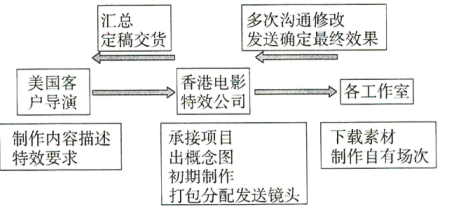 汇总
定稿交货
多次沟通修改
发送确定最终效果
美国客
户导演
香港电影
特效公司
各工作室
制作内容描述
特效要求
承接项目
出概念图
初期制作
打包分配发送镜头
下载素材
制作自有场次